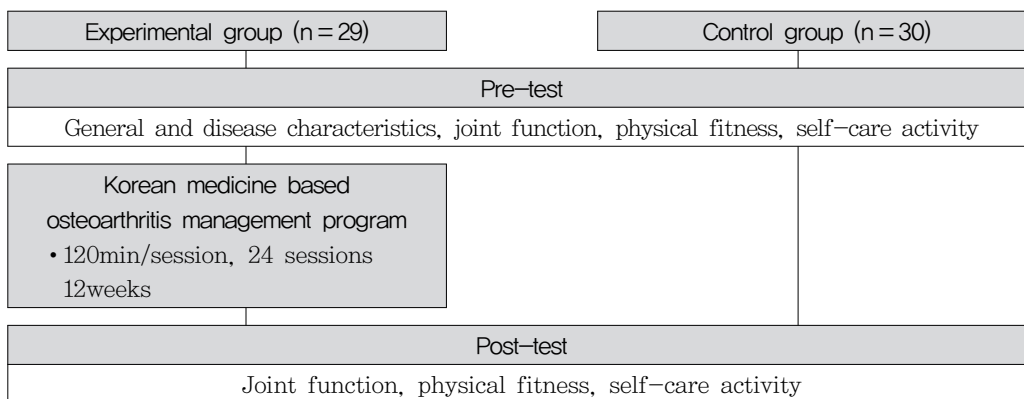 Experimental group (n=29)
Control group (n=30)
Pre-test
General and disease characteristics, joint function, physical fitness, self-care activity
Korean medicine based
osteoarthritis management program
• 120min/session, 24 sessions
12weeks
Post-test
Joint function, physical fitness, self-care activity